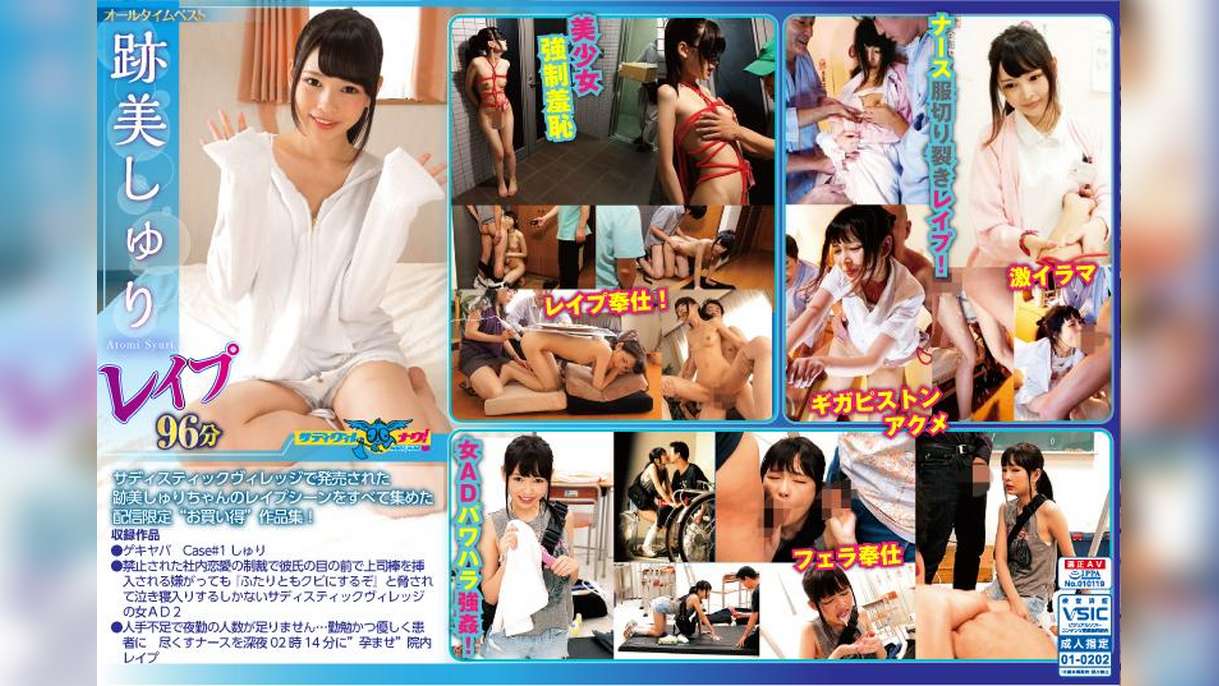 オールタイムベスト
跡美しゅり
Atomi Syuri
レイプ
96分
サディスティックヴィレッジで発売された
跡美しゅりちゃんのレイプシーンをすべて集めた
配信限定“お買い得”作品集！
収録作品
●ゲキヤバ Case#1 しゅり
●禁止された社内恋愛の制裁で彼氏の目の前で上司棒を挿
入される嫌がっても「ふたりともクビにするぞ」と脅され
て泣き寝入りするしかないサディスティックヴィレッジ
の女AD2
●人手不足で夜勤の人数が足りません…勤勉かつ優しく患
者に 尽くすナースを深夜02時14分に“孕ませ”院内
レイプ
美少女
強制羞恥
レイプ奉仕！
ナース服切り裂きレイプ！
激イラマ
ギガピストン
アクメ
女ADパワハラ強姦！！
フェラ奉仕
適正AV
JPPA
No.010119
VSIC
成人指定
01-0202